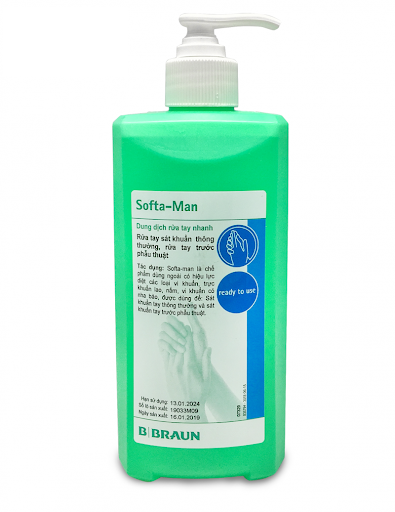 Softa-Man
Dung dịch rửa tay nhanh
Rửa tay sát khuẩn thông
thường, rửa tay trước
phẫu thuật
ready to use
Tác dụng: Softa-man là chế
phẩm dùng ngoài có hiệu lực
diệt các loại vi khuẩn, trực
khuẩn lao, nấm, vi khuẩn có
nha bào, được dùng để: Sát
khuẩn tay thông thường và sát
khuẩn tay trước phẫu thuật.
Hạn sử dụng: 13.01.2024
Số lô sản xuất: 19033M09
Ngày sản xuất: 16.01.2019
B BRAUN